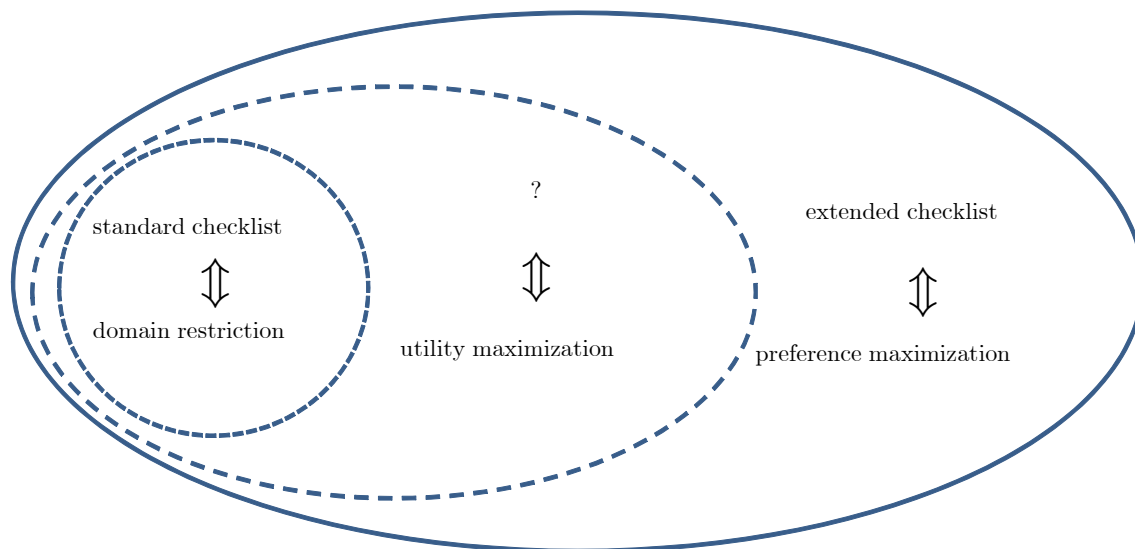 standard checklist
⇕
domain restriction
?
⇕
utility maximization
extended checklist
⇕
preference maximization